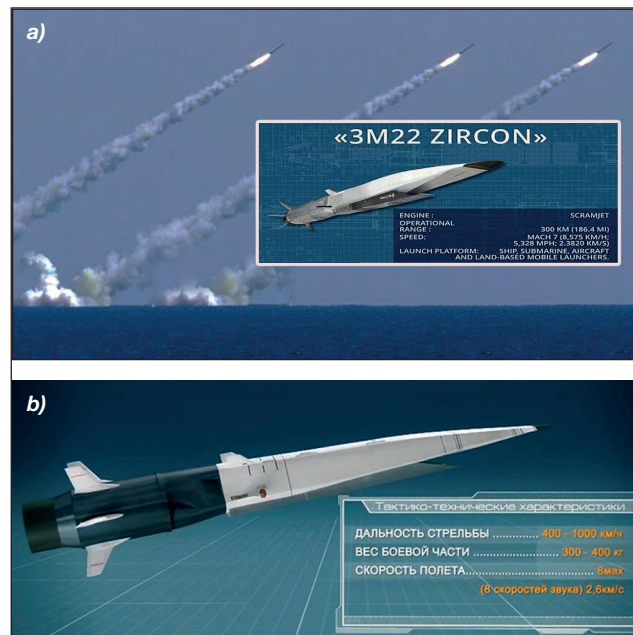 a)
«3M22 ZIRCON»
ENGINE : SCRAMJET
OPERATIONAL
RANGE : 300 KM (186.4 MI)
SPEED: MACH 7 (8,575 KM/H;
5,328 MPH; 2.3820 KM/S)
LAUNCH PLATFORM: SHIP, SUBMARINE, AIRCRAFT
AND LAND-BASED MOBILE LAUNCHERS.
b)
Тактико-технические характеристики
ДАЛЬНОСТЬ СТРЕЛЬБЫ ............ 400 - 1000 км/ч
ВЕС БОЕВОЙ ЧАСТИ ............... 300 - 400 кг
СКОРОСТЬ ПОЛЕТА.......................... 8мах
(8 скоростей звука) 2,6км/с